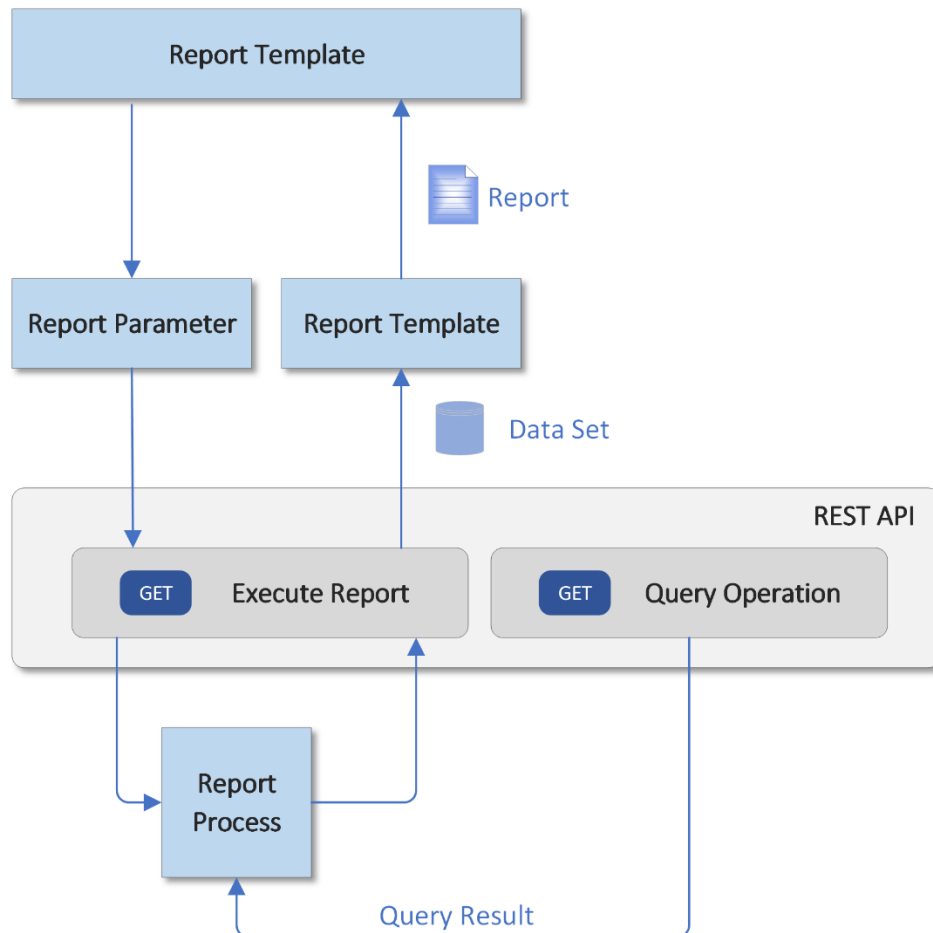 Report Template
Report
Report Parameter
Report Template
Data Set
REST API
GET
Execute Report
GET
Query Operation
Report
Process
Query Result